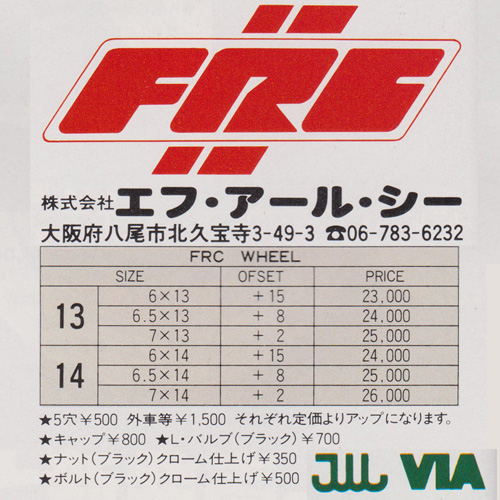 FRC
株式会社エフ・アール・シー
大阪府八尾市北久宝寺3-49-3 ☎06-783-6232
FRC WHEEL
SIZE OFSET PRICE
13 6×13 +15 23,000
6.5×13 +8 24,000
7×13 +2 25,000
14 6×14 +15 24,000
6.5×14 +8 25,000
7×14 +2 26,000
★5穴¥500 外車等¥1,500 それぞれ定価よりアップになります。
★キャップ¥800 ★L・バルブ(ブラック)¥700
★ナット(ブラック)クローム仕上げ¥350
★ボルト(ブラック)クローム仕上げ¥500
JWL VIA